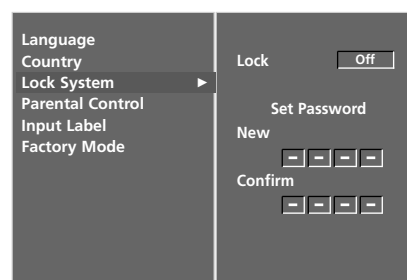 Language
Country
Lock System ►
Parental Control
Input Label
Factory Mode
Lock Off
Set Password
New
– – – –
Confirm
– – – –